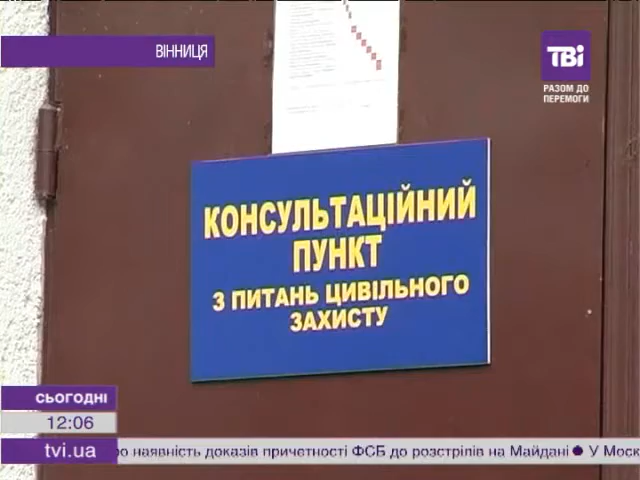 ВІННИЦЯ
ТВі
РАЗОМ ДО
ПЕРЕМОГИ
КОНСУЛЬТАЦІЙНИЙ
ПУНКТ
З ПИТАНЬ ЦИВІЛЬНОГО
ЗАХИСТУ
СЬОГОДНІ
12:06
tvi.ua
наявність доказів причетності ФСБ до розстрілів на Майдані ● У